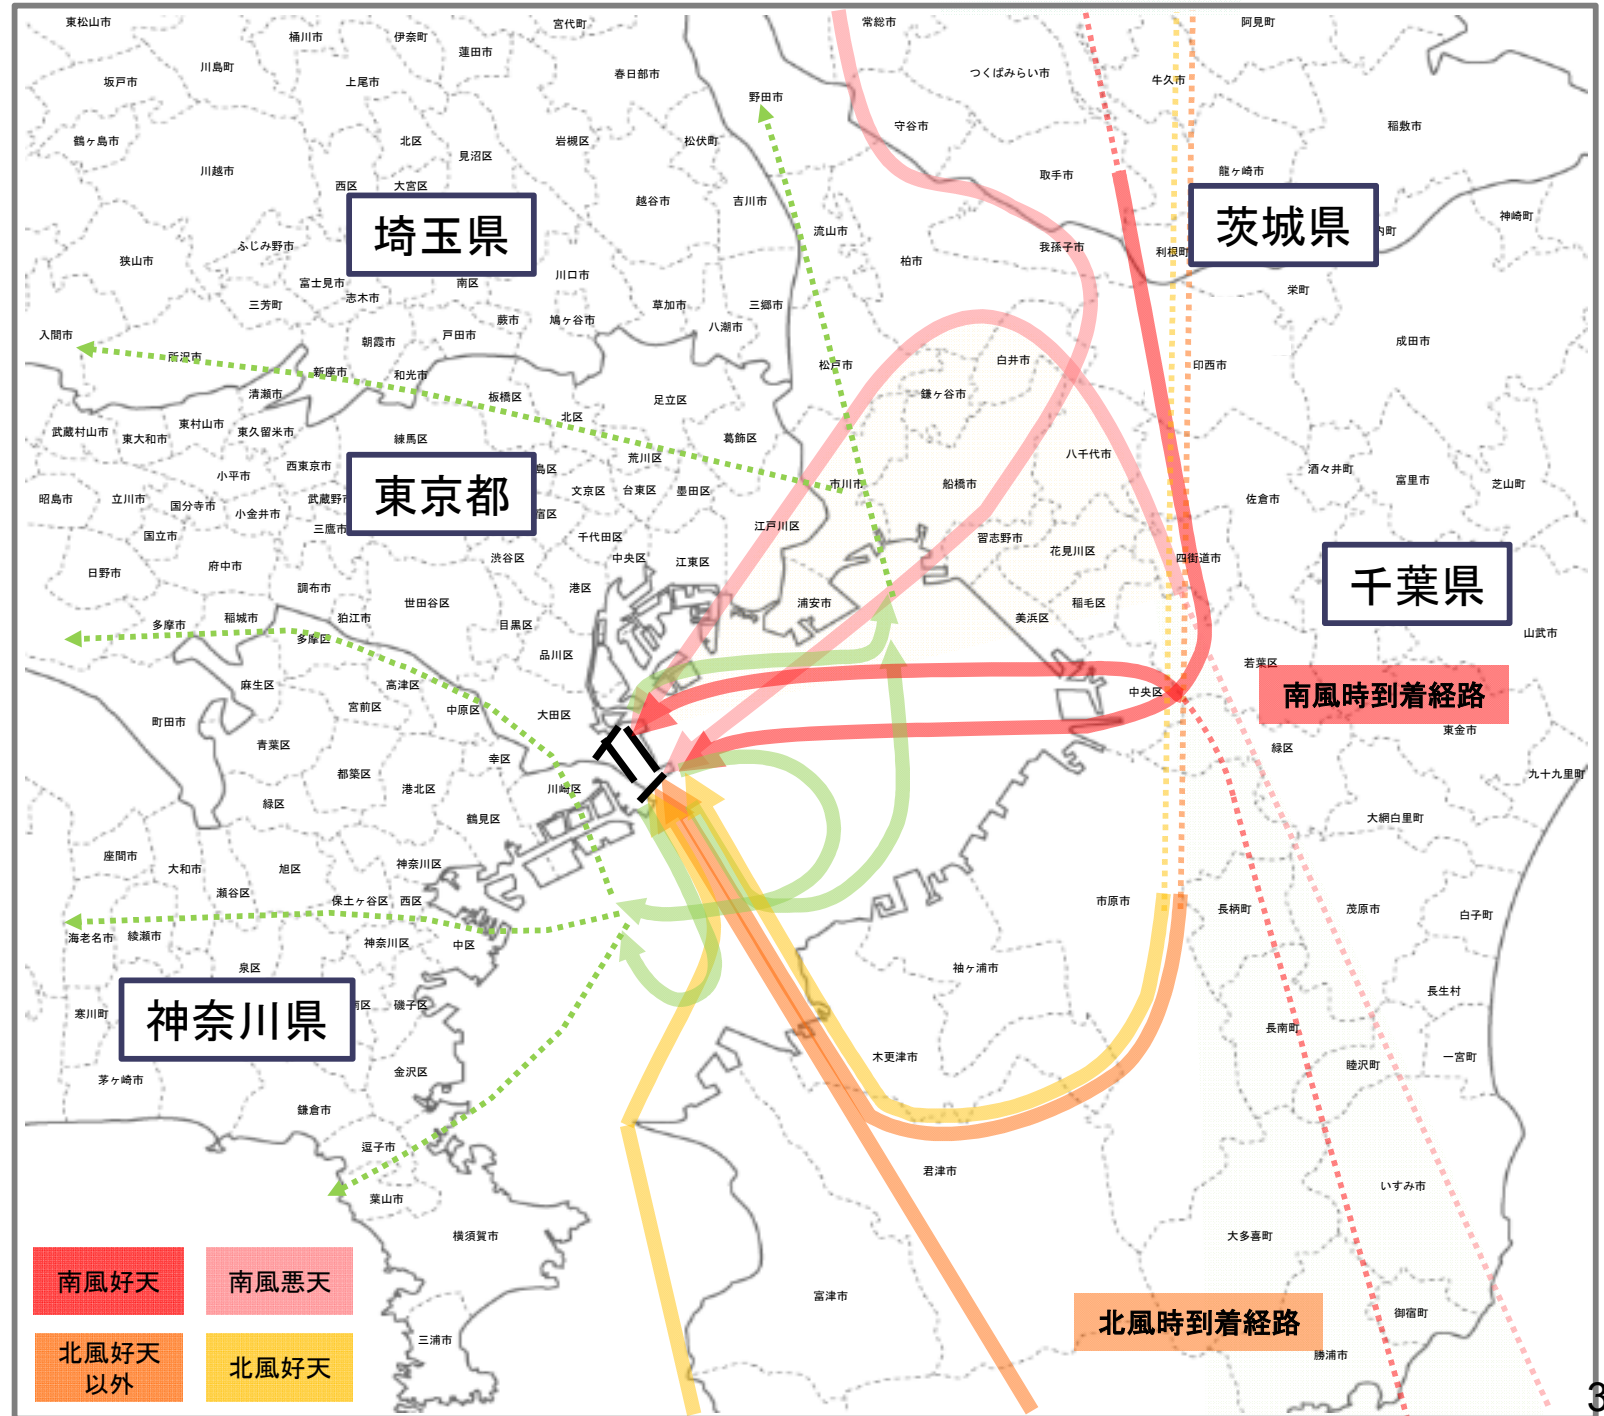 東松山市
桶川市
伊奈町
宮代町
常総市
阿見町
蓮田市
川島町
坂戸市
上尾市
春日部市
つくばみらい市
牛久市
野田市
鶴ヶ島市
北区
見沼区
岩槻区
松伏町
守谷市
稲敷市
川越市
西区
大宮区
越谷市
吉川市
取手市
龍ヶ崎市
埼玉県
茨城県
神崎町
内町
ふじみ野市
狭山市
流山市
柏市
我孫子市
利根町
富士見市
志木市
南区
川口市
三芳町
草加市
三郷市
栄町
入間市
所沢市
朝霞市
戸田市
蕨市
鳩ヶ谷市
八潮市
成田市
新座市
和光市
松戸市
白井市
印西市
清瀬市
板橋区
北区
足立区
鎌ヶ谷市
武蔵村山市
東大和市
東村山市
東久留米市
練馬区
葛飾区
八千代市
小平市
西東京市
島区
荒川区
酒々井町
富里市
芝山町
東京都
昭島市
立川市
国分寺市
小金井市
武蔵野市
文京区
台東区
墨田区
市川市
船橋市
佐倉市
国立市
三鷹市
宿区
千代田区
江戸川区
習志野市
花見川区
四街道市
日野市
府中市
調布市
渋谷区
中央区
港区
江東区
千葉県
多摩市
稲城市
多摩区
狛江市
世田谷区
目黒区
浦安市
美浜区
稲毛区
山武市
品川区
若葉区
麻生区
高津区
中央区
南風時到着経路
町田市
宮前区
中原区
大田区
東金市
青葉区
都筑区
幸区
緑区
九十九里町
緑区
港北区
川崎区
鶴見区
大網白里町
座間市
大和市
旭区
神奈川区
瀬谷区
保土ヶ谷区
西区
市原市
長柄町
茂原市
白子町
海老名市
綾瀬市
神奈川区
中区
泉区
袖ヶ浦市
長生村
神奈川県
寒川町
南区
磯子区
長南町
木更津市
睦沢町
一宮町
茅ヶ崎市
金沢区
鎌倉市
逗子市
君津市
いすみ市
葉山市
横須賀市
大多喜町
南風好天
南風悪天
富津市
北風時到着経路
御宿町
三浦市
勝浦市
北風好天
以外
北風好天
3